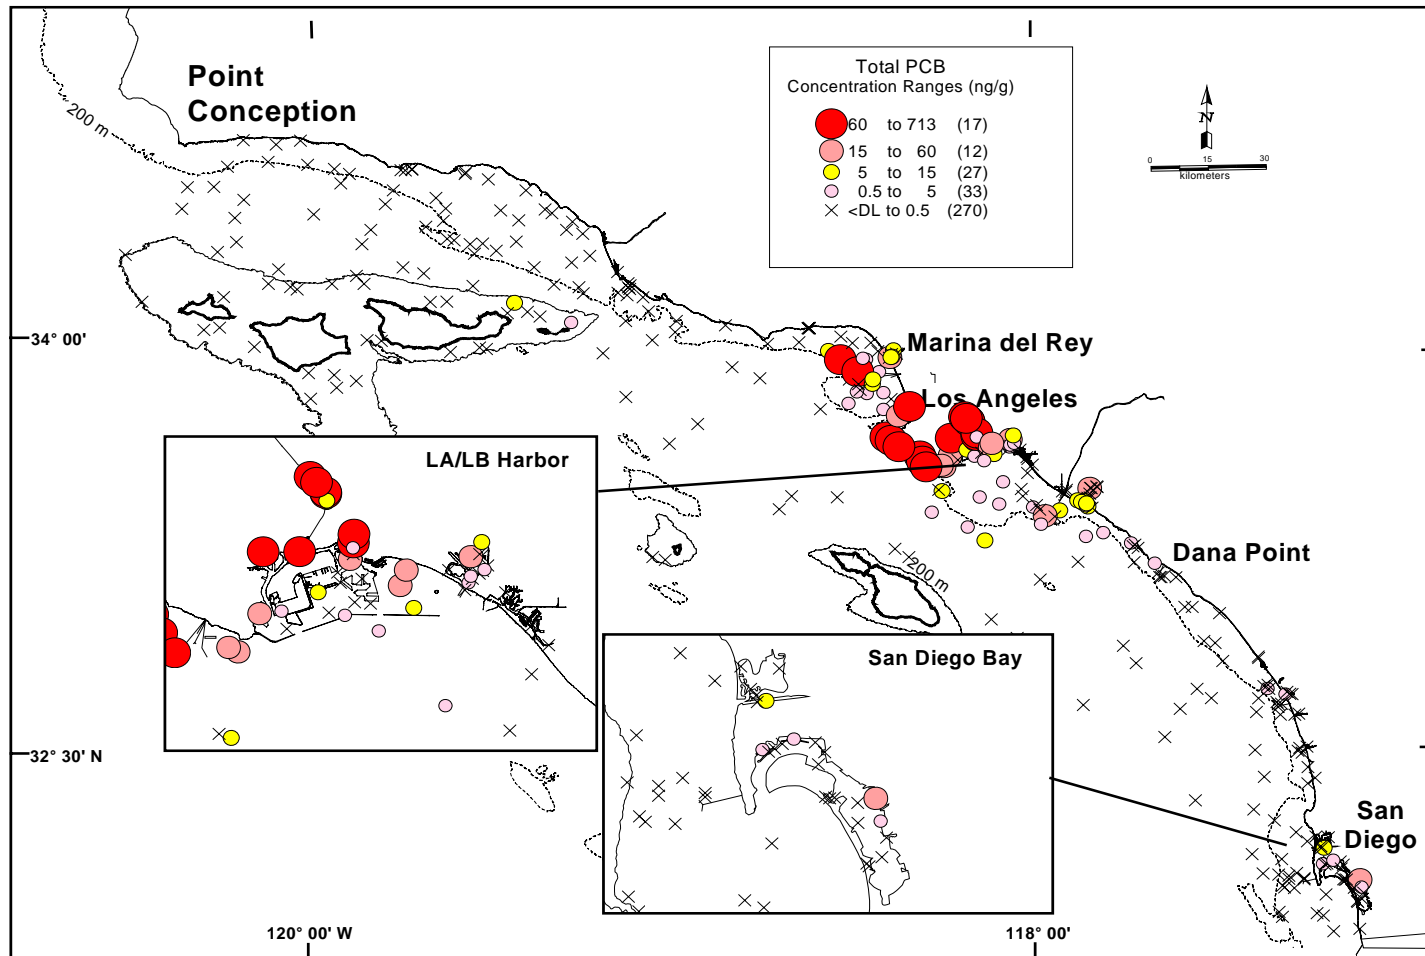 Point
Conception
200 m
Total PCB
Concentration Ranges (ng/g)
60 to 713 (17)
15 to 60 (12)
5 to 15 (27)
0.5 to 5 (33)
<DL to 0.5 (270)
N
0 15 30
kilometers
34 00'
Marina del Rey
Los Angeles
LA/LB Harbor
Dana Point
200 m
San Diego Bay
32 30' N
San
Diego
120° 00' W
118° 00'